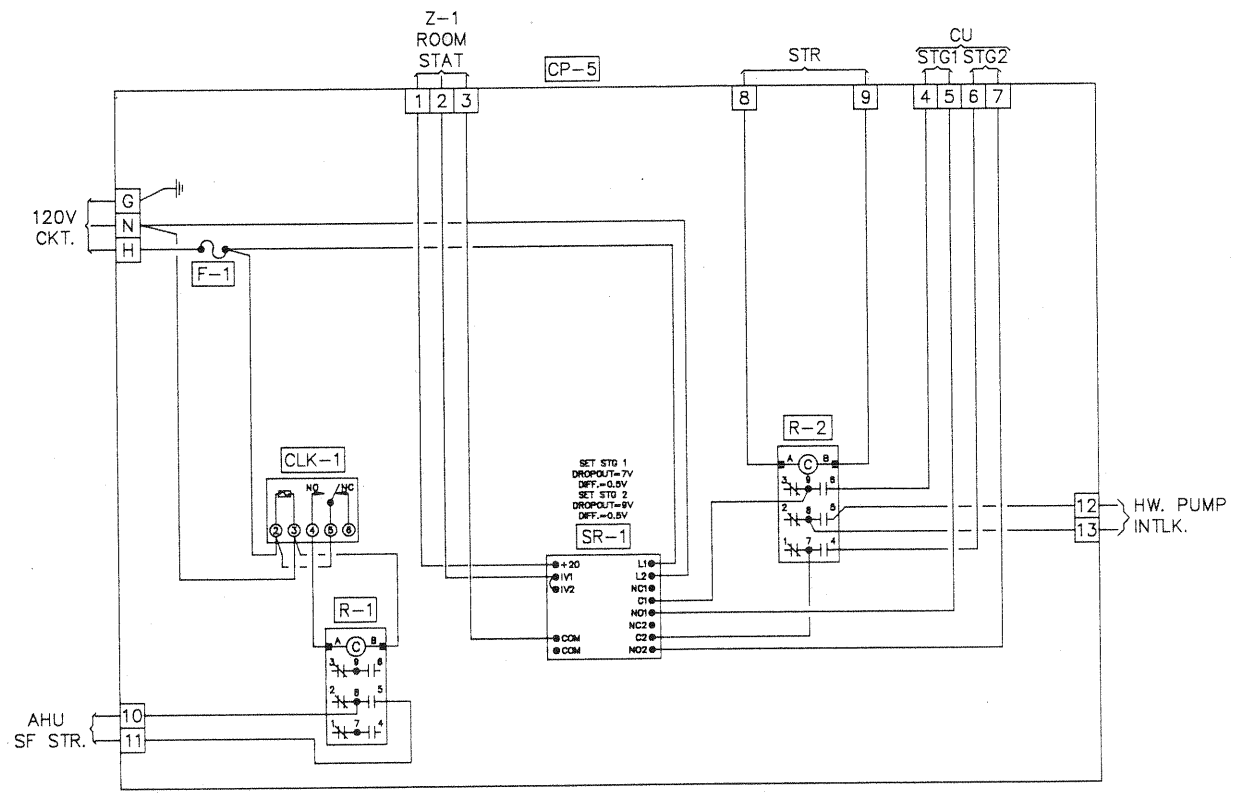 Z-1
ROOM
STAT
CP-5
STR
CU
STG1 STG2
1 2 3
8
9
4 5 6 7
G
120V
CKT.
N
H
F-1
R-2
A C B
3 9 6
2 8 5
1 7 4
12
13
HW. PUMP
INTLK.
CLK-1
NO NC
2 3 4 5 6
SET STG 1
DROPOUT=7V
DIFF.=0.5V
SET STG 2
DROPOUT=9V
DIFF.=0.5V
SR-1
+20 L1
IV1 L2
IV2 NC1
C1
NO1
NC2
COM C2
COM NO2
R-1
A C B
3 9 6
2 8 5
1 7 4
10
11
AHU
SF STR.